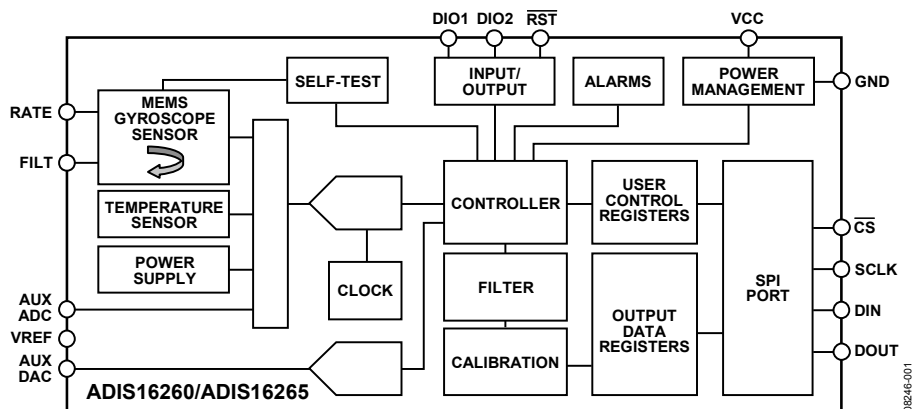 DIO1 DIO2 RST VCC
SELF-TEST
INPUT/
OUTPUT
ALARMS
POWER
MANAGEMENT
GND
RATE
MEMS
GYROSCOPE
SENSOR
FILT
TEMPERATURE
SENSOR
CONTROLLER
USER
CONTROL
REGISTERS
CS
POWER
SUPPLY
CLOCK
FILTER
OUTPUT
DATA
REGISTERS
SPI
PORT
SCLK
DIN
DOUT
AUX
ADC
VREF
AUX
DAC
CALIBRATION
ADIS16260/ADIS16265
08246-001